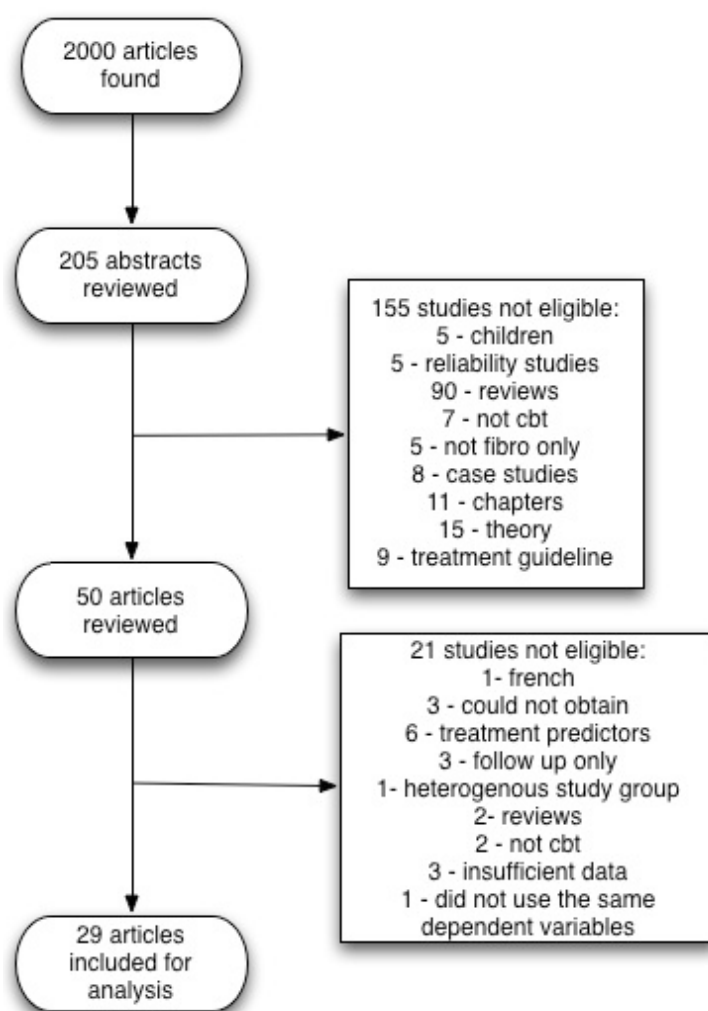 2000 articles
found
205 abstracts
reviewed
155 studies not eligible:
5 - children
5 - reliability studies
90 - reviews
7 - not cbt
5 - not fibro only
8 - case studies
11 - chapters
15 - theory
9 - treatment guideline
50 articles
reviewed
21 studies not eligible:
1- french
3 - could not obtain
6 - treatment predictors
3 - follow up only
1- heterogenous study group
2- reviews
2 - not cbt
3 - insufficient data
1 - did not use the same
dependent variables
29 articles
included for
analysis